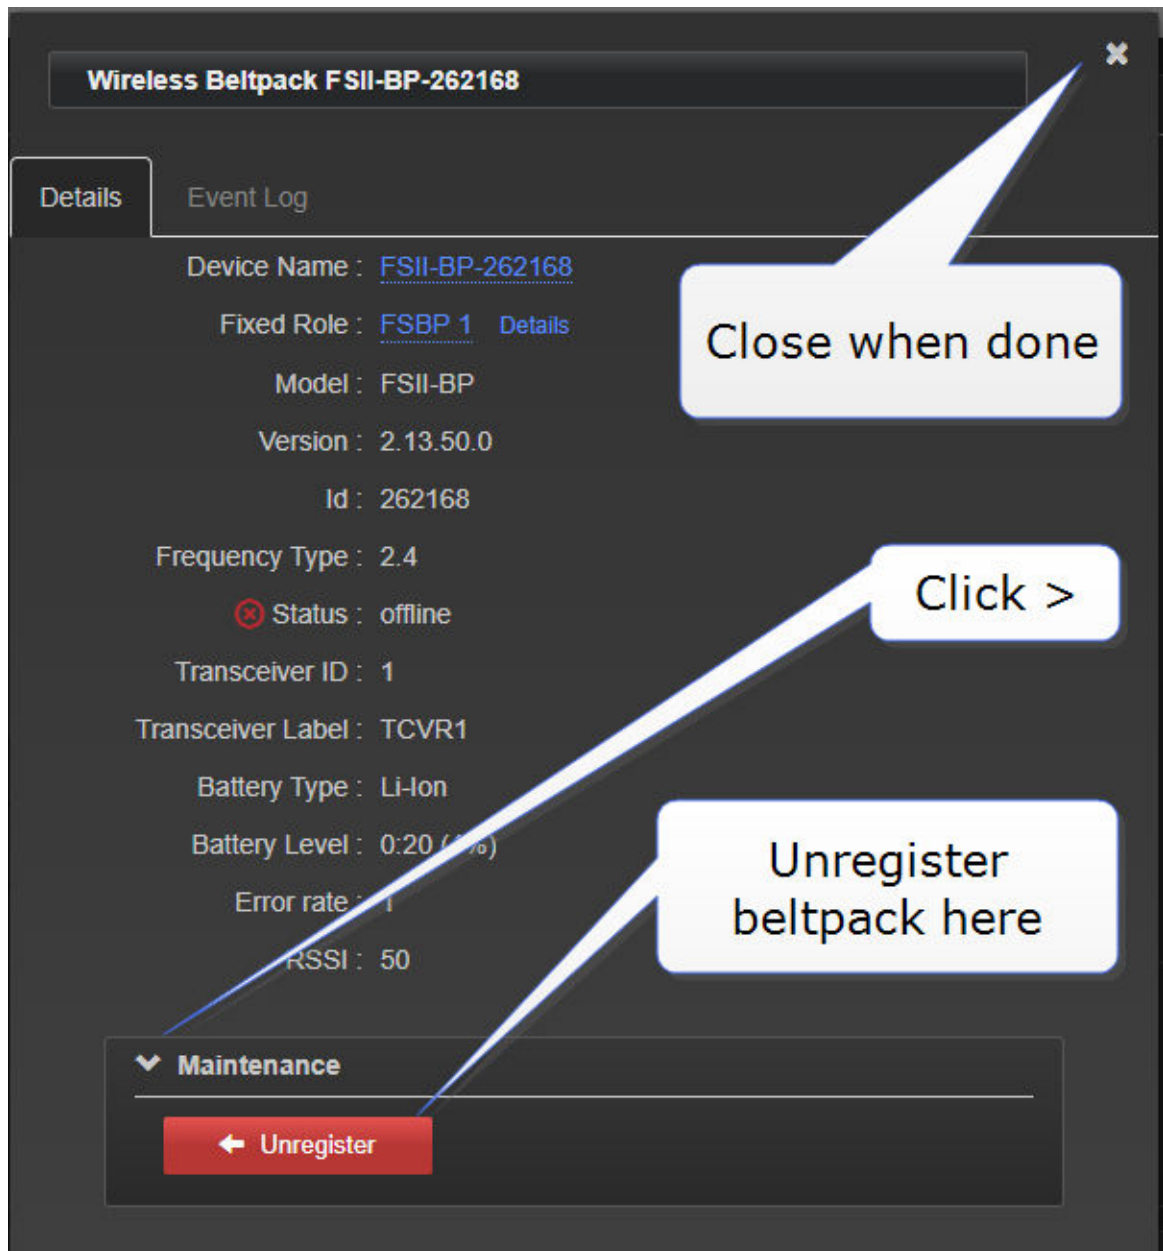 Wireless Beltpack FSII-BP-262168
Details Event Log
Device Name : FSII-BP-262168
Fixed Role : FSBP 1 Details
Close when done
Model : FSII-BP
Version : 2.13.50.0
Id : 262168
Frequency Type : 2.4
Click >
Status : offline
Transceiver ID : 1
Transceiver Label : TCVR1
Battery Type : Li-Ion
Battery Level : 0:20
Unregister
beltpack here
Error rate :
RSSI : 50
Maintenance
Unregister